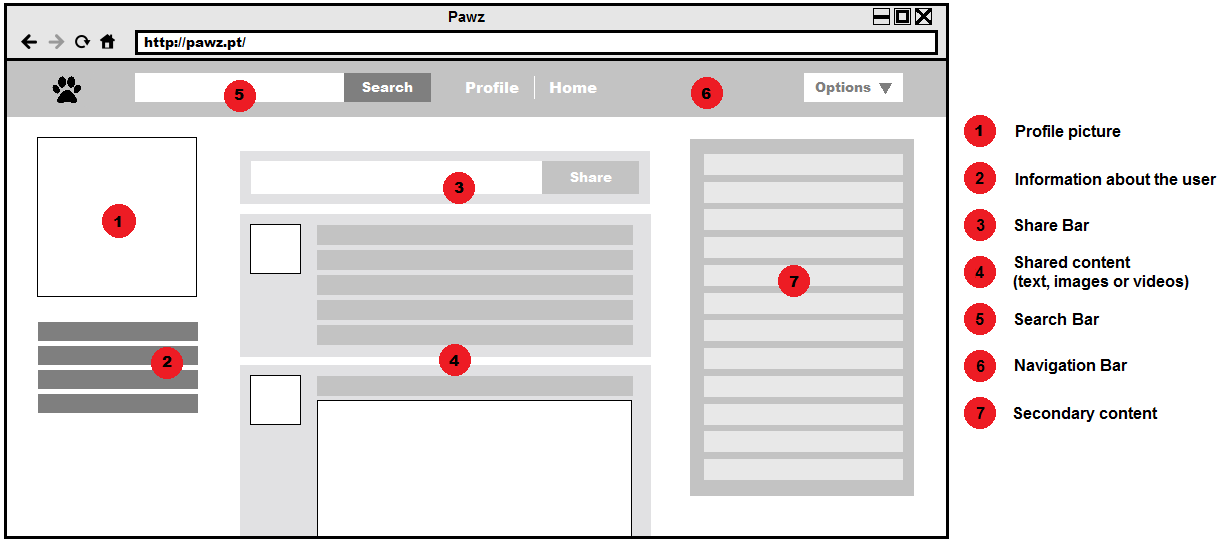 Pawz
http://pawz.pt/
5 Search Profile Home 6 Options
1
3 Share
2
4
7
1 Profile picture
2 Information about the user
3 Share Bar
4 Shared content
(text, images or videos)
5 Search Bar
6 Navigation Bar
7 Secondary content